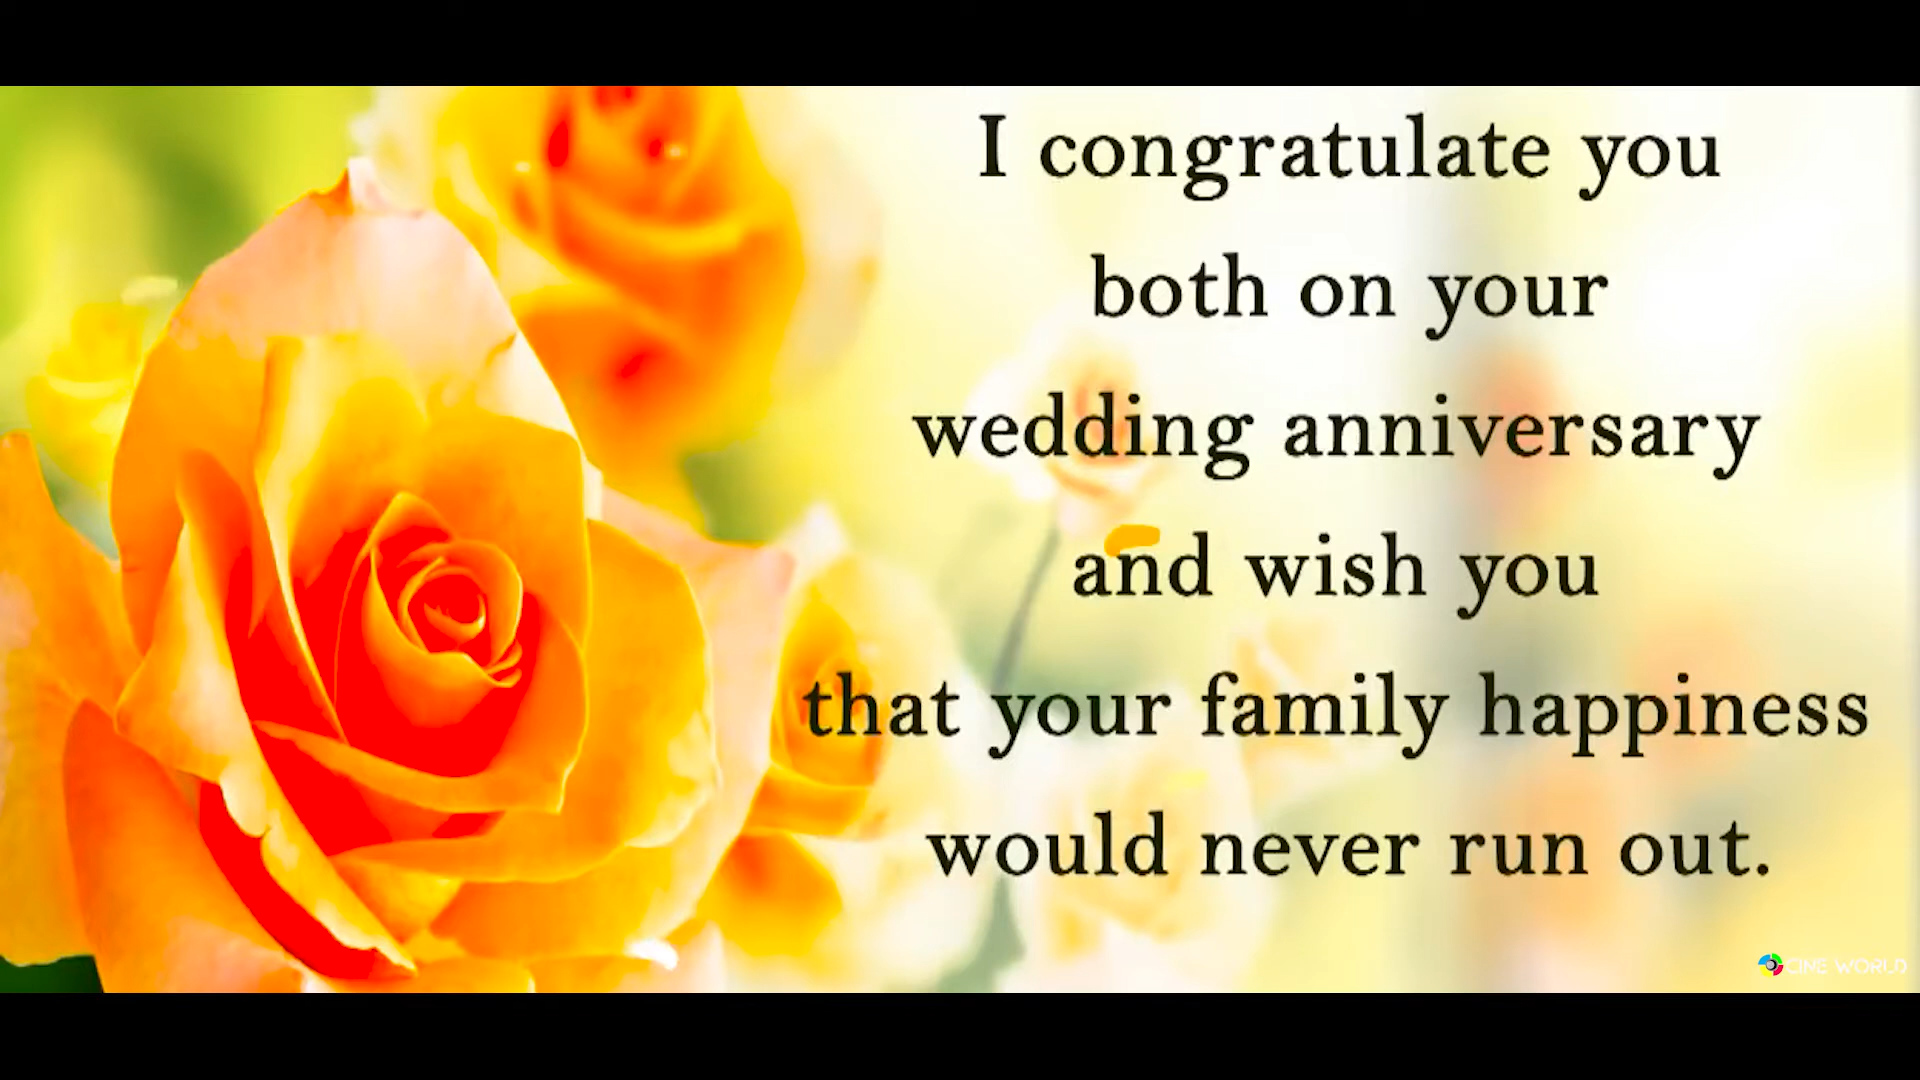 I congratulate you
both on your
wedding anniversary
and wish you
that your family happiness
would never run out.
CINE WORLD